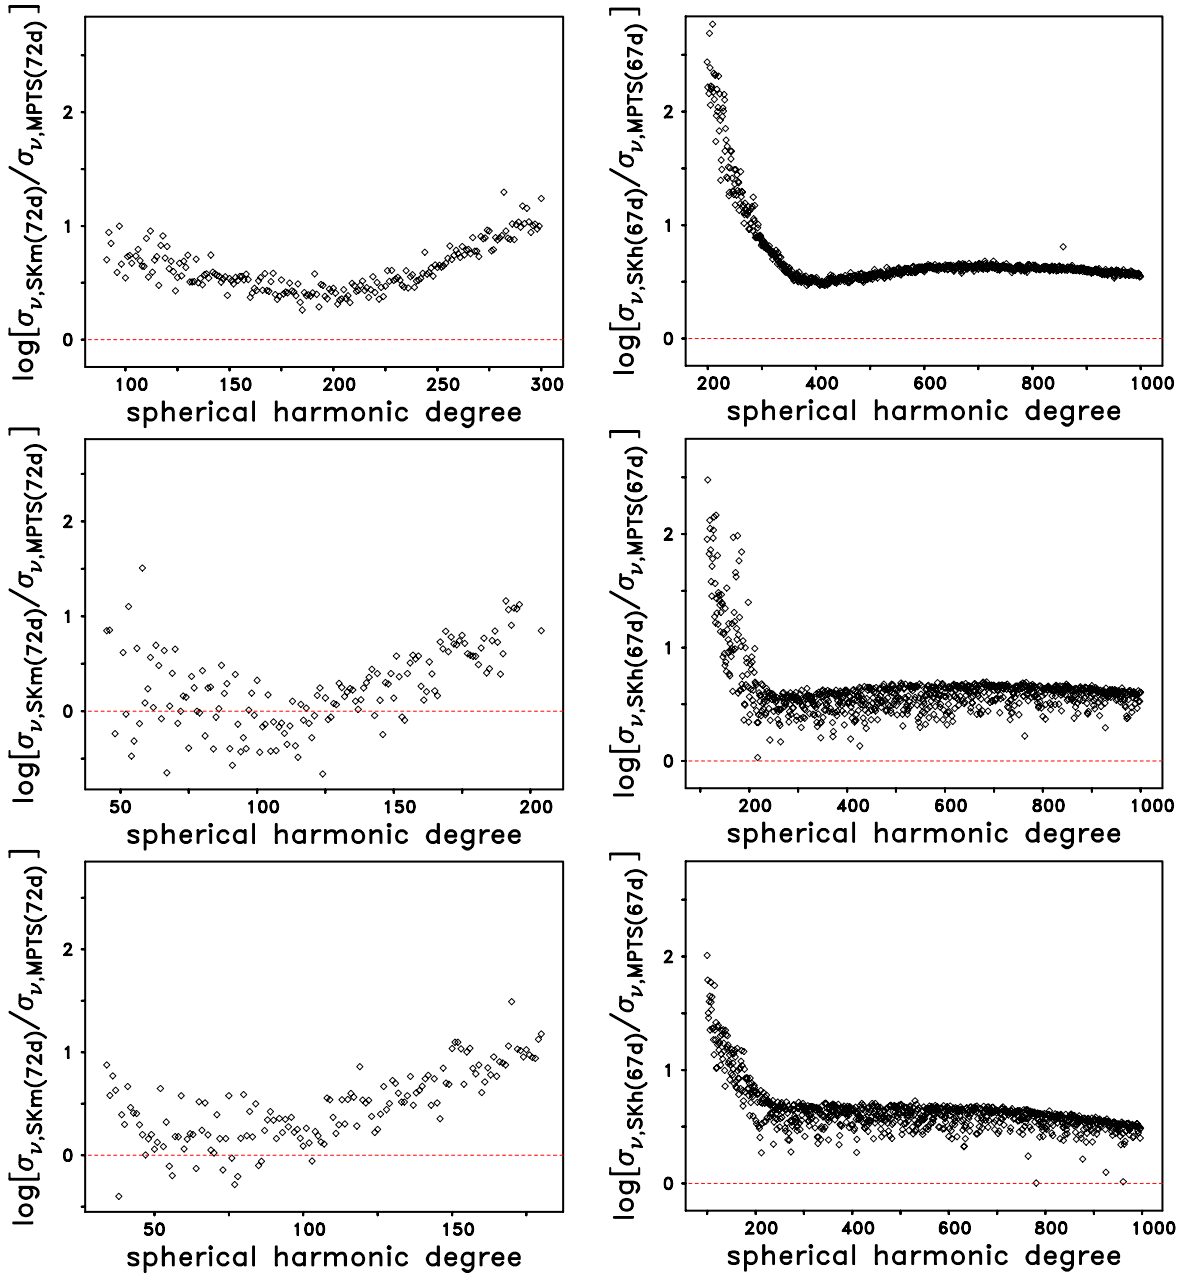 log[σν,SKm(72d)/σν,MPTS(72d)]
2
1
0
100 150 200 250 300
spherical harmonic degree
log[σν,SKh(67d)/σν,MPTS(67d)]
2
1
0
200 400 600 800 1000
spherical harmonic degree
log[σν,SKm(72d)/σν,MPTS(72d)]
2
1
0
50 100 150 200
spherical harmonic degree
log[σν,SKh(67d)/σν,MPTS(67d)]
2
1
0
200 400 600 800 1000
spherical harmonic degree
log[σν,SKm(72d)/σν,MPTS(72d)]
2
1
0
50 100 150
spherical harmonic degree
log[σν,SKh(67d)/σν,MPTS(67d)]
2
1
0
200 400 600 800 1000
spherical harmonic degree